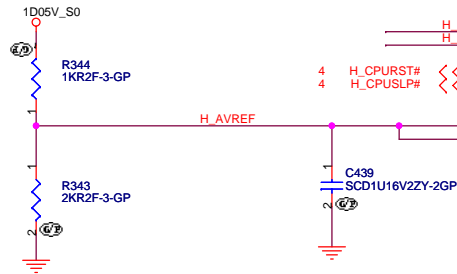 1D05V_S0
H_
H_
R344
1KR2F-3-GP
4 H_CPURST#
4 H_CPUSLP#
1
H_AVREF
1
R343
2KR2F-3-GP
2
1
C439
SCD1U16V2ZY-2GP
2